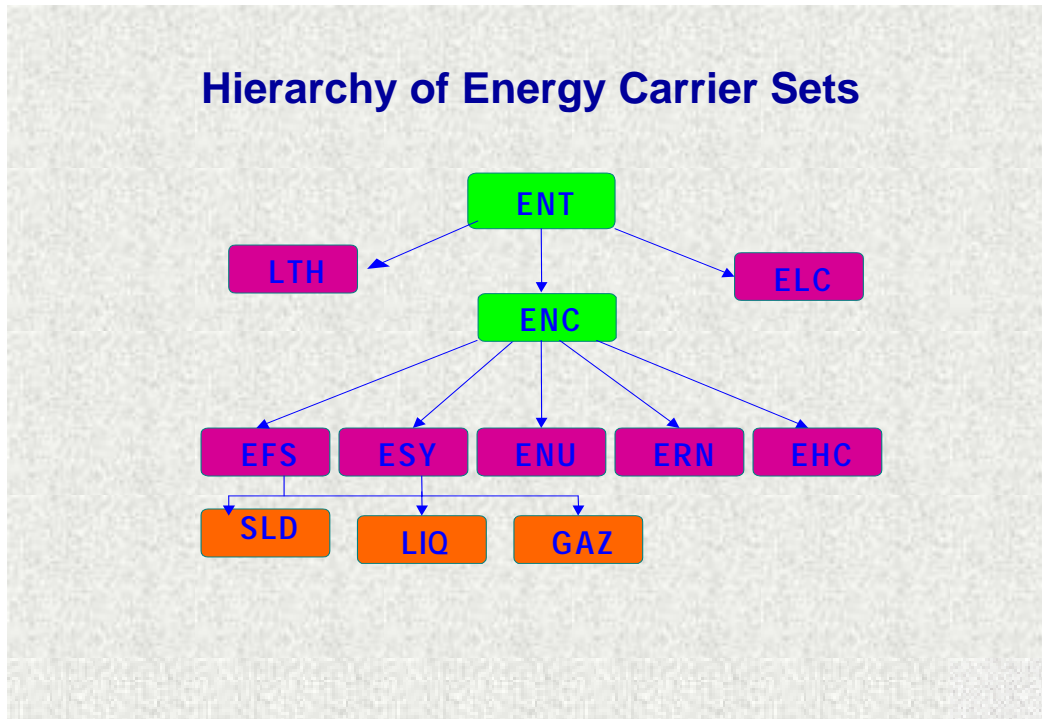 Hierarchy of Energy Carrier Sets
ENT
LTH
ELC
ENC
EFS ESY ENU ERN EHC
SLD LIQ GAZ